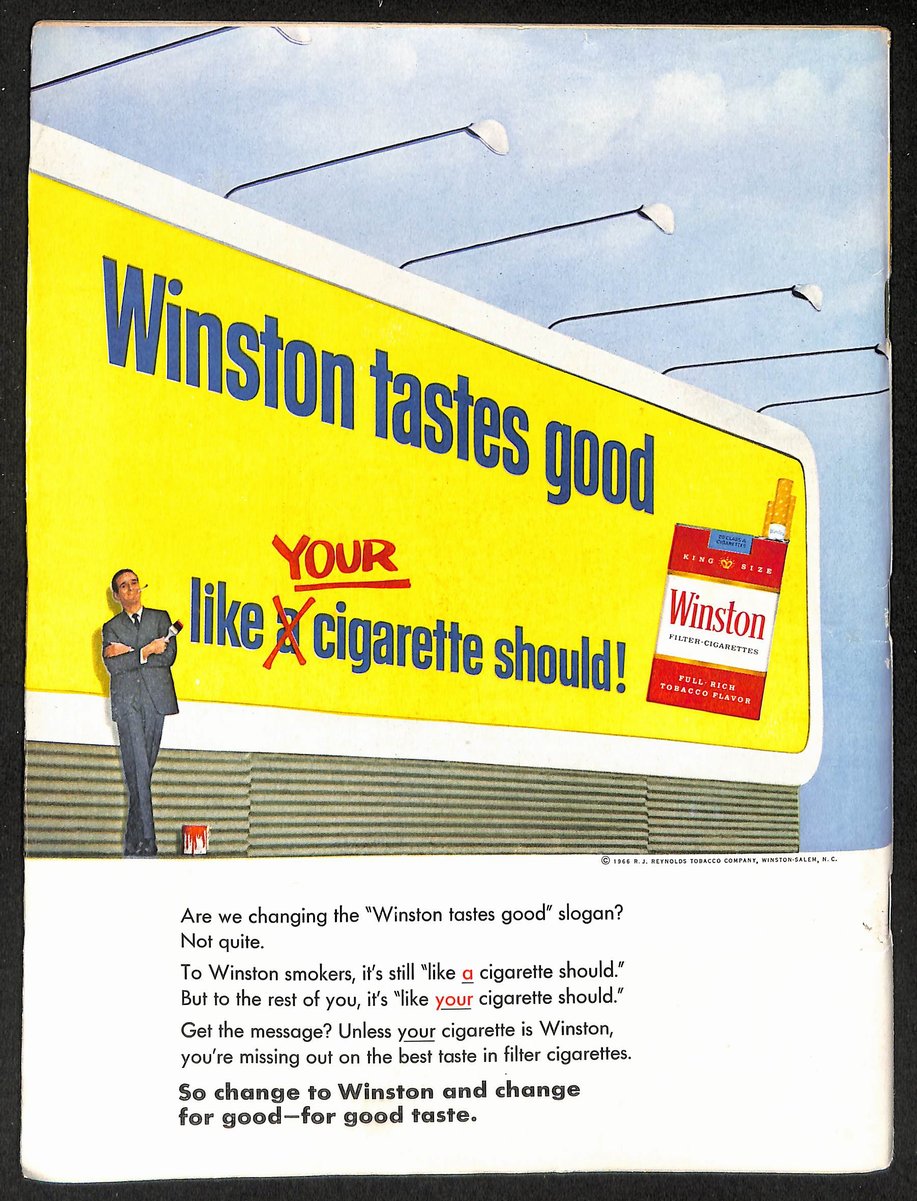 Winston tastes good
YOUR
like a cigarette should!
20 CLASS A
CIGARETTES
KING SIZE
Winston
FILTER-CIGARETTES
FULL-RICH
TOBACCO FLAVOR
© 1966 R. J. REYNOLDS TOBACCO COMPANY, WINSTON-SALEM, N. C.
Are we changing the “Winston tastes good” slogan?
Not quite.
To Winston smokers, it's still “like a cigarette should.”
But to the rest of you, it's “like your cigarette should.”
Get the message? Unless your cigarette is Winston,
you're missing out on the best taste in filter cigarettes.
So change to Winston and change
for good—for good taste.